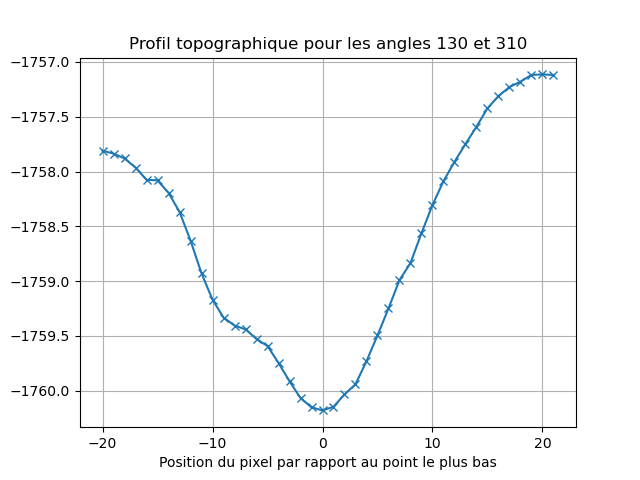 Profil topographique pour les angles 130 et 310
−1757.0
−1757.5
−1758.0
−1758.5
−1759.0
−1759.5
−1760.0
−20 −10 0 10 20
Position du pixel par rapport au point le plus bas